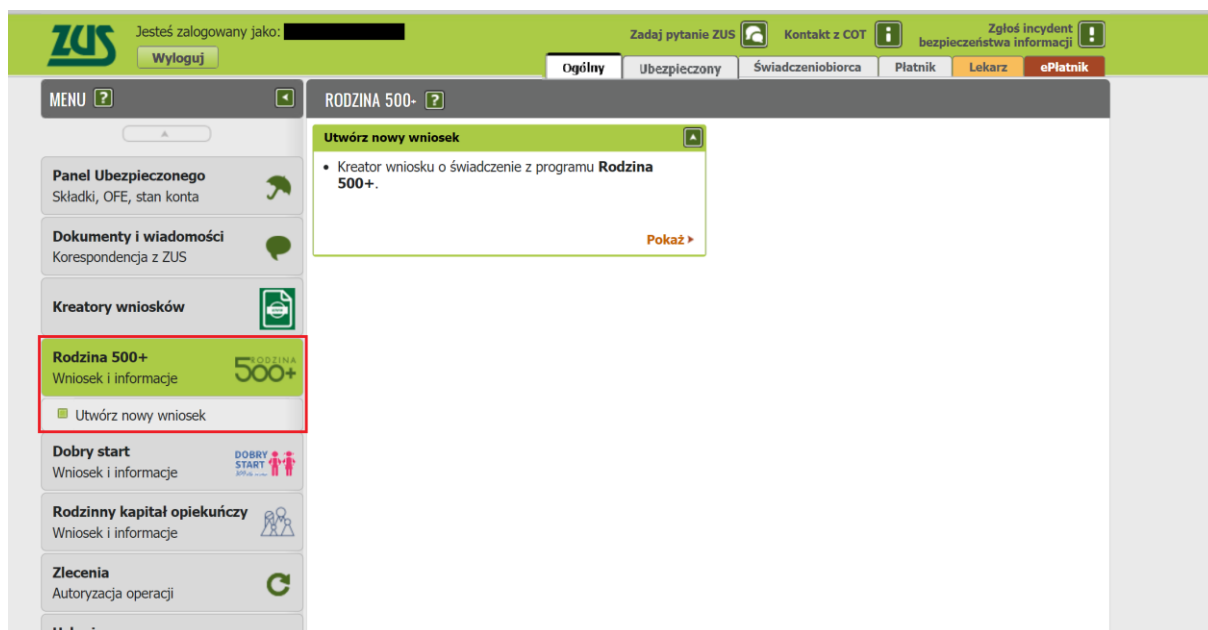 ZUS
Jesteś zalogowany jako:
Wyloguj
Zadaj pytanie ZUS
Kontakt z COT
Zgłoś incydent
bezpieczeństwa informacji
Ogólny
Ubezpieczony
Świadczeniobiorca
Płatnik
Lekarz
ePłatnik
MENU ?
RODZINA 500+ ?
Utwórz nowy wniosek
• Kreator wniosku o świadczenie z programu Rodzina
500+.
Pokaż
Panel Ubezpieczonego
Składki, OFE, stan konta
Dokumenty i wiadomości
Korespondencja z ZUS
Kreatory wniosków
Rodzina 500+
Wniosek i informacje
RODZINA
500+
Utwórz nowy wniosek
Dobry start
Wniosek i informacje
DOBRY
START
Rodzinny kapitał opiekuńczy
Wniosek i informacje
Zlecenia
Autoryzacja operacji